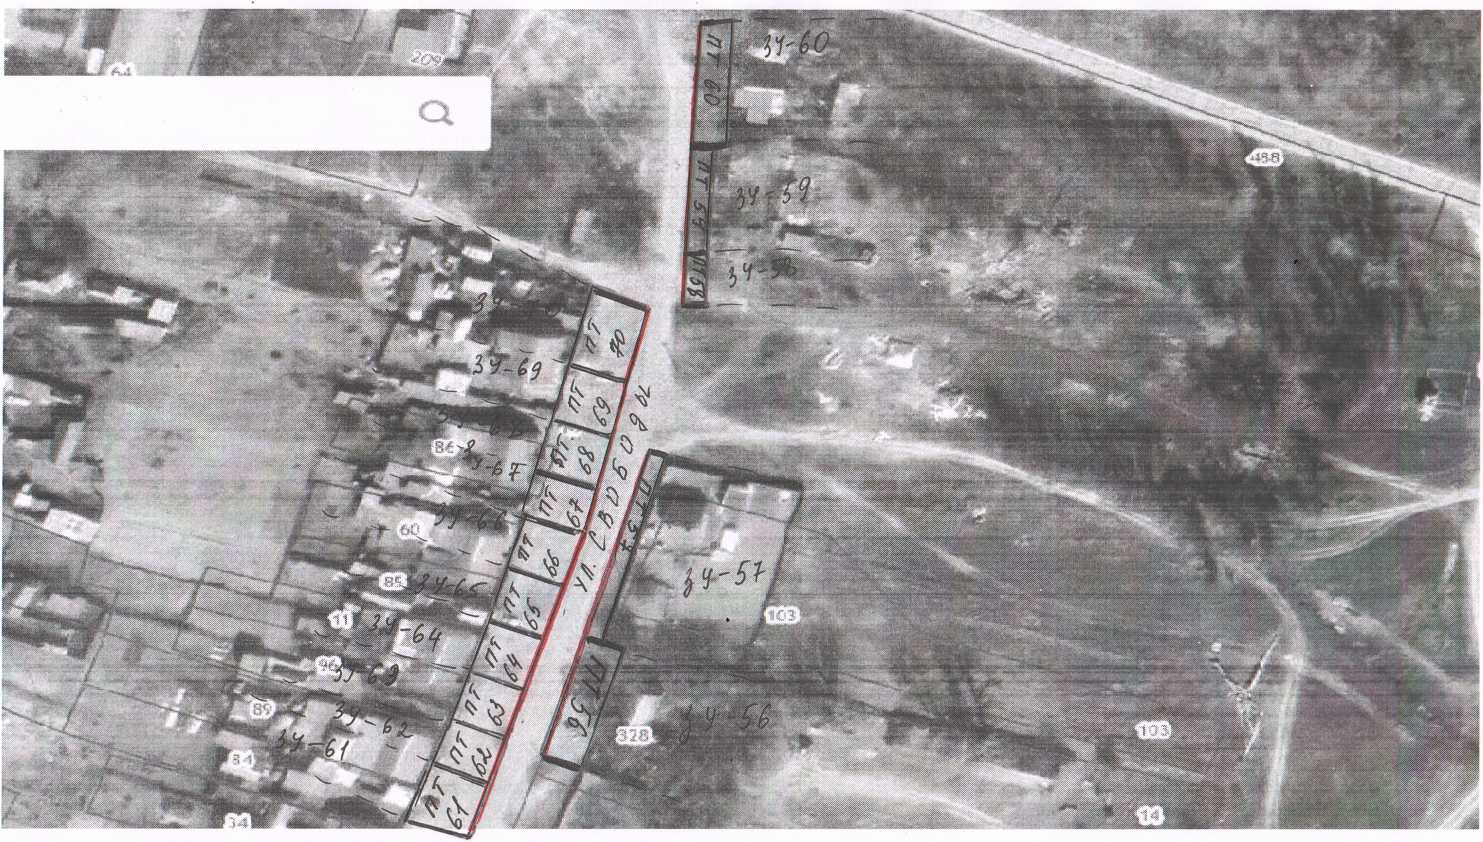 64
209
ПТ 60
ЗУ-60
488
ПТ 59
ЗУ-59
ПТ 58
ЗУ-58
ПТ 70
ЗУ-69
ПТ 69
86
ЗУ-67
ПТ 68
ПТ 67
60
ПТ 66
85
ЗУ-65
ПТ 65
11
ЗУ-64
ПТ 64
96
ЗУ-63
ПТ 63
89
ЗУ-62
ПТ 62
34
ЗУ-61
ПТ 61
34
УЛ. СВОБОДЫ
ПТ 57
ЗУ-57
103
ПТ 56
328
ЗУ-56
103
14